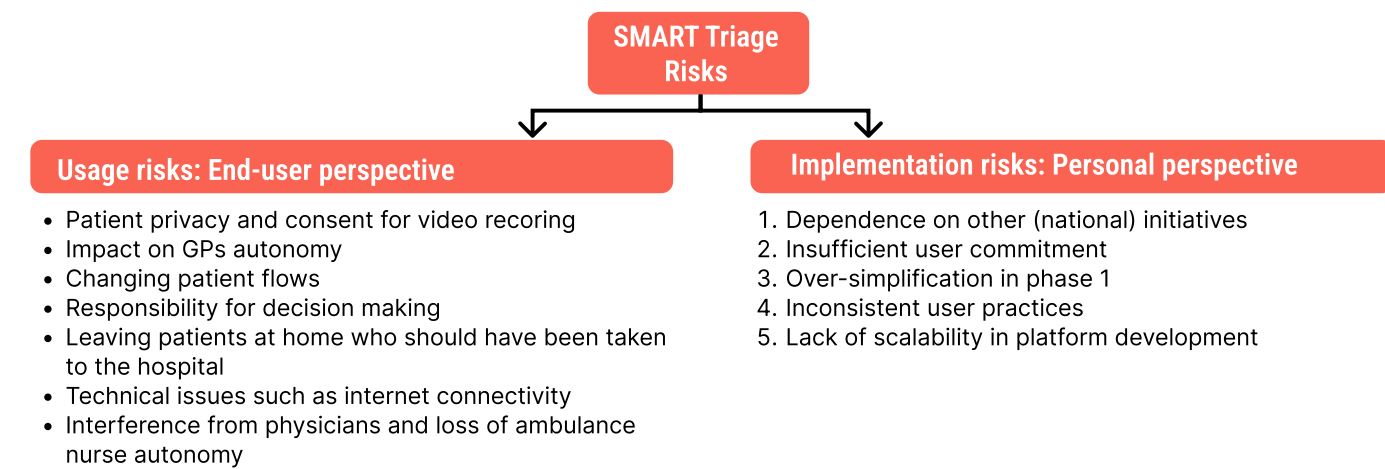 SMART Triage
Risks
Usage risks: End-user perspective
• Patient privacy and consent for video recoring
• Impact on GPs autonomy
• Changing patient flows
• Responsibility for decision making
• Leaving patients at home who should have been taken
to the hospital
• Technical issues such as internet connectivity
• Interference from physicians and loss of ambulance
nurse autonomy
Implementation risks: Personal perspective
1. Dependence on other (national) initiatives
2. Insufficient user commitment
3. Over-simplification in phase 1
4. Inconsistent user practices
5. Lack of scalability in platform development